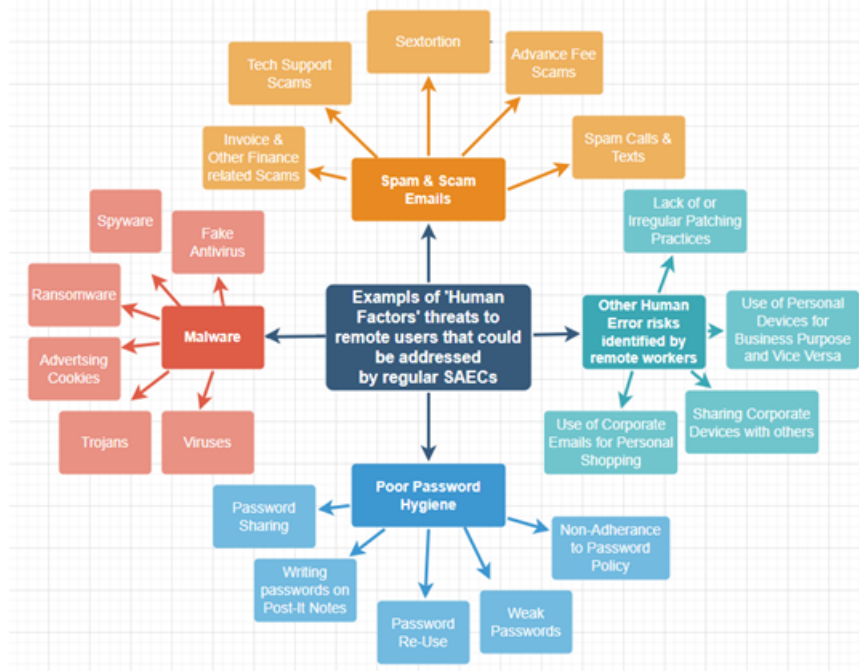 Sextortion
Advance Fee
Scams
Tech Support
Scams
Invoice &
Other Finance
related Scams
Spam Calls &
Texts
Spam & Scam
Emails
Lack of or
Irregular Patching
Practices
Spyware
Fake
Antivirus
Ransomware
Malware
Advertsing
Cookies
Trojans
Viruses
Exampls of 'Human
Factors' threats to
remote users that could
be addressed
by regular SAECs
Other Human
Error risks
identified by
remote workers
Use of Personal
Devices for
Business Purpose
and Vice Versa
Use of Corporate
Emails for Personal
Shopping
Sharing Corporate
Devices with others
Poor Password
Hygiene
Password
Sharing
Writing
passwords on
Post-It Notes
Password
Re-Use
Weak
Passwords
Non-Adherance
to Password
Policy